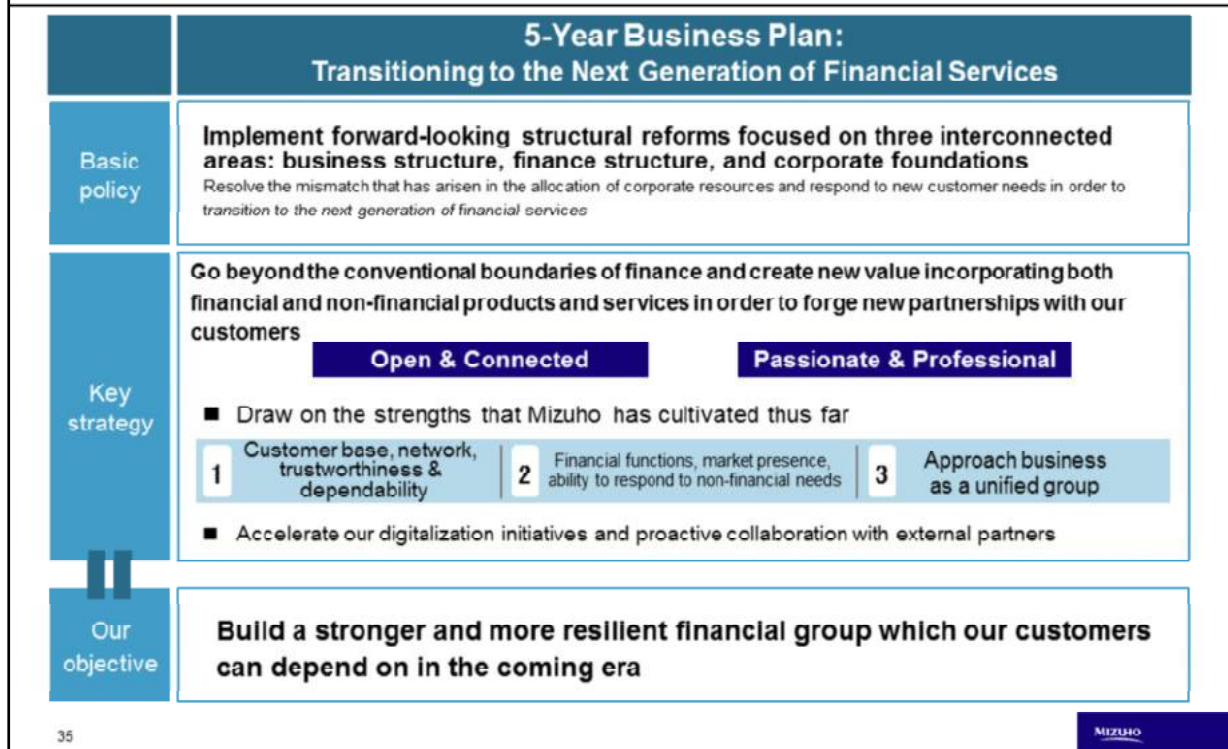 5-Year Business Plan:
Transitioning to the Next Generation of Financial Services
Basic
policy
Implement forward-looking structural reforms focused on three interconnected
areas: business structure, finance structure, and corporate foundations
Resolve the mismatch that has arisen in the allocation of corporate resources and respond to new customer needs in order to
transition to the next generation of financial services
Key
strategy
Go beyond the conventional boundaries of finance and create new value incorporating both
financial and non-financial products and services in order to forge new partnerships with our
customers
Open & Connected
Passionate & Professional
■ Draw on the strengths that Mizuho has cultivated thus far
1
Customer base, network,
trustworthiness &
dependability
2
Financial functions, market presence,
ability to respond to non-financial needs
3
Approach business
as a unified group
■ Accelerate our digitalization initiatives and proactive collaboration with external partners
Our
objective
Build a stronger and more resilient financial group which our customers
can depend on in the coming era
35
MIZUHO